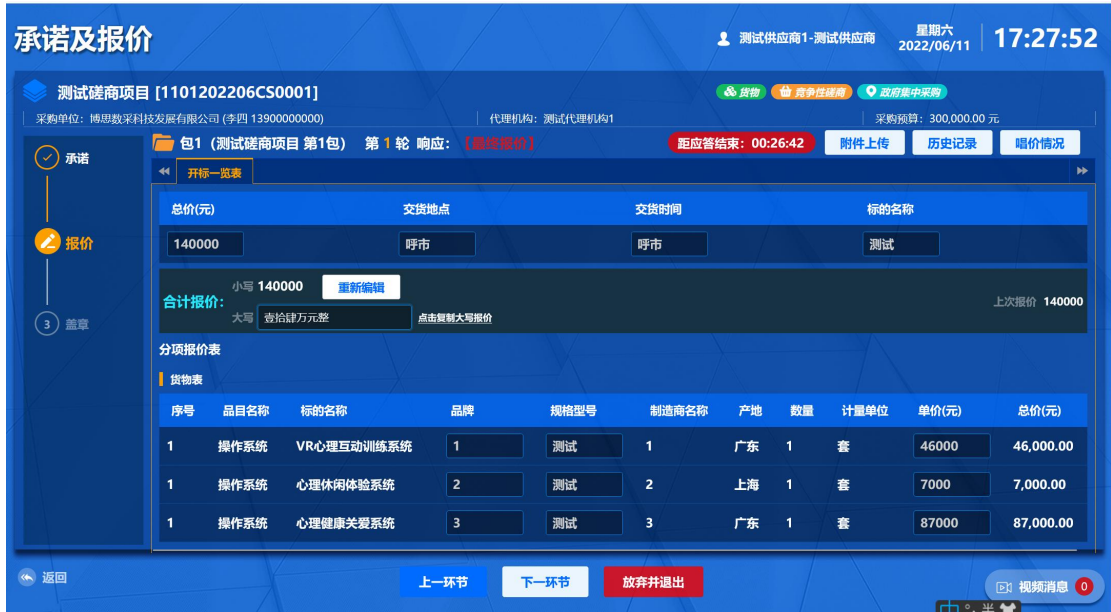 承诺及报价
测试供应商1-测试供应商
星期六
2022/06/11
17:27:52
测试磋商项目 [1101202206CS0001]
货物 竞争性磋商 政府集中采购
采购单位：博思数采科技发展有限公司 (李四 13900000000) 代理机构：测试代理机构1 采购预算：300,000.00 元
承诺
报价
3 盖章
包1 (测试磋商项目 第1包) 第 1 轮 响应: [最终报价]
距应答结束：00:26:42 附件上传 历史记录 唱价情况
开标一览表
总价(元) 交货地点 交货时间 标的名称
140000 呼市 呼市 测试
合计报价：
小写 140000 重新编辑
大写 壹拾肆万元整 点击复制大写报价
上次报价 140000
分项报价表
货物表
序号 品目名称 标的名称 品牌 规格型号 制造商名称 产地 数量 计量单位 单价(元) 总价(元)
1 操作系统 VR心理互动训练系统 1 测试 1 广东 1 套 46000 46,000.00
1 操作系统 心理休闲体验系统 2 测试 2 上海 1 套 7000 7,000.00
1 操作系统 心理健康关爱系统 3 测试 3 广东 1 套 87000 87,000.00
返回 上一环节 下一环节 放弃并退出
视频消息 0
中 半